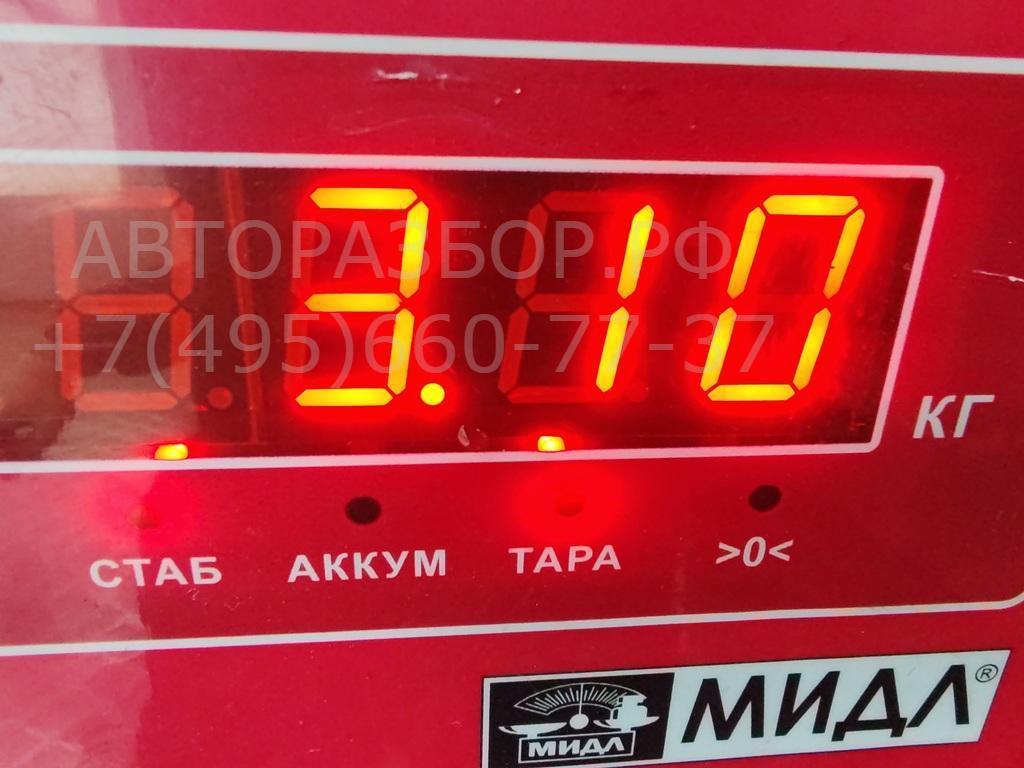 АВТОРАЗБОР.РФ
+7(495)660-77-37
3.10
КГ
СТАБ АККУМ ТАРА >0<
МИДЛ МИДЛ®